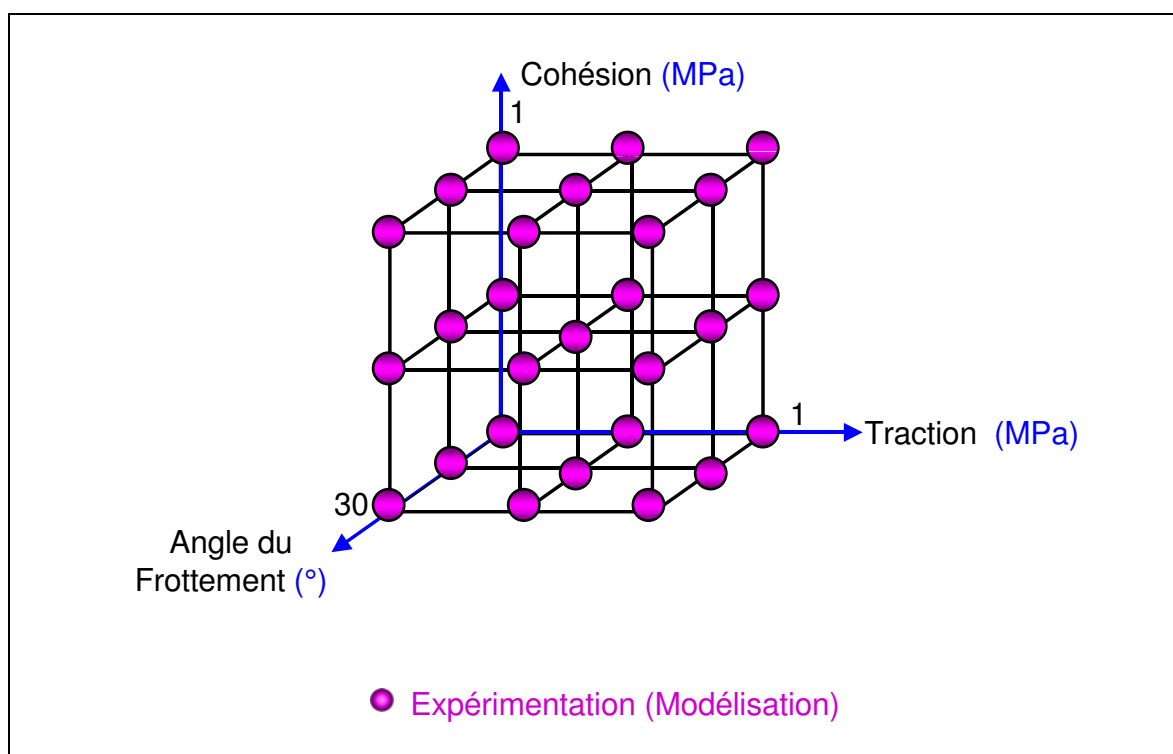 Cohésion (MPa)
1
1
Traction (MPa)
30
Angle du
Frottement (°)
Expérimentation (Modélisation)